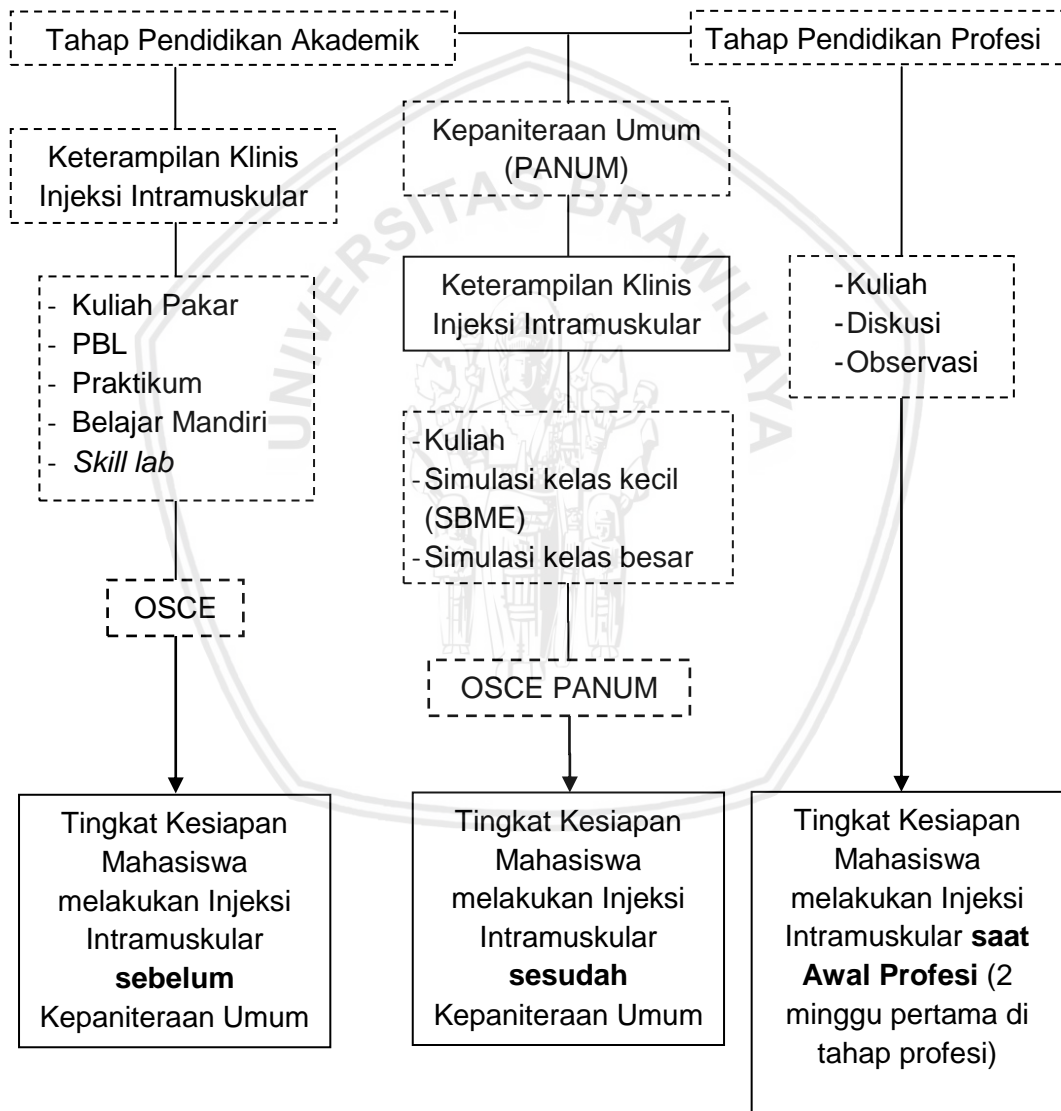 Tahap Pendidikan Akademik
Tahap Pendidikan Profesi
Keterampilan Klinis
Injeksi Intramuskular
Kepaniteraan Umum
(PANUM)
- Kuliah Pakar
- PBL
- Praktikum
- Belajar Mandiri
- Skill lab
Keterampilan Klinis
Injeksi Intramuskular
-Kuliah
-Diskusi
-Observasi
-Kuliah
-Simulasi kelas kecil
(SBME)
-Simulasi kelas besar
OSCE
OSCE PANUM
Tingkat Kesiapan
Mahasiswa
melakukan Injeksi
Intramuskular
sebelum
Kepaniteraan Umum
Tingkat Kesiapan
Mahasiswa
melakukan Injeksi
Intramuskular
sesudah
Kepaniteraan Umum
Tingkat Kesiapan
Mahasiswa
melakukan Injeksi
Intramuskular saat
Awal Profesi (2
minggu pertama di
tahap profesi)
UNIVERSITAS BRAWIJAYA